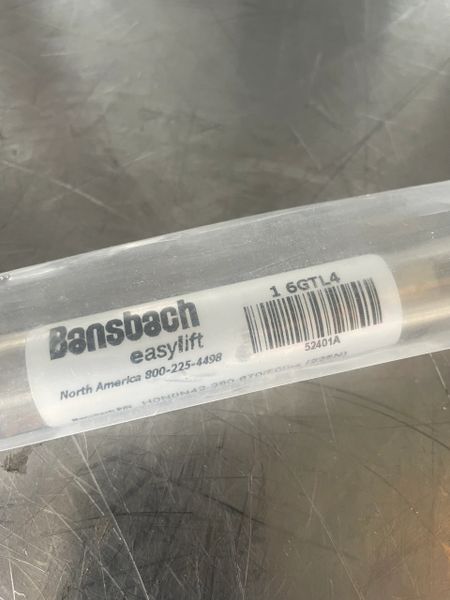 Bansbach
easylift
North America 800-225-4498
1 6GTL4
52401A